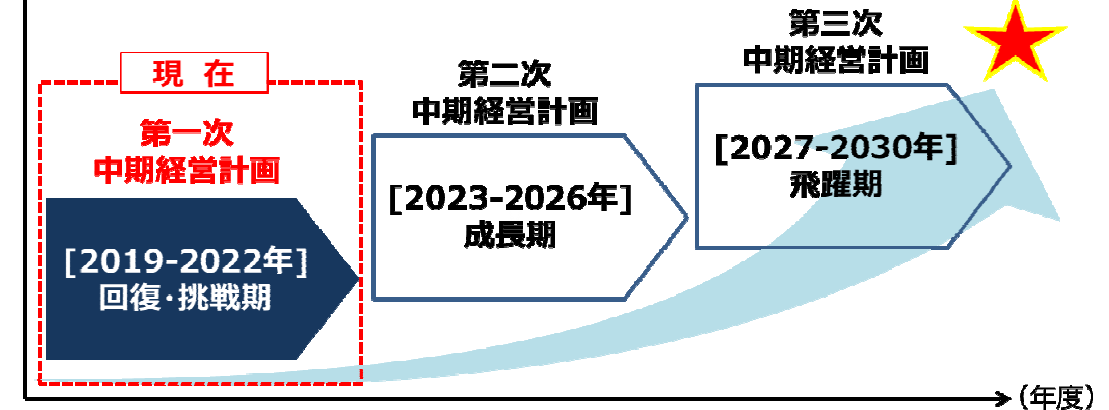 現 在
第一次
中期経営計画
[2019-2022年]
回復・挑戦期
第二次
中期経営計画
[2023-2026年]
成長期
第三次
中期経営計画
[2027-2030年]
飛躍期
(年度)